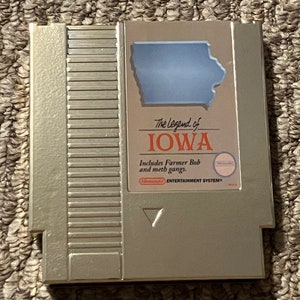 The Legend of
IOWA
Includes Farmer Bob
and meth gangs.
Nintendo ENTERTAINMENT SYSTEM